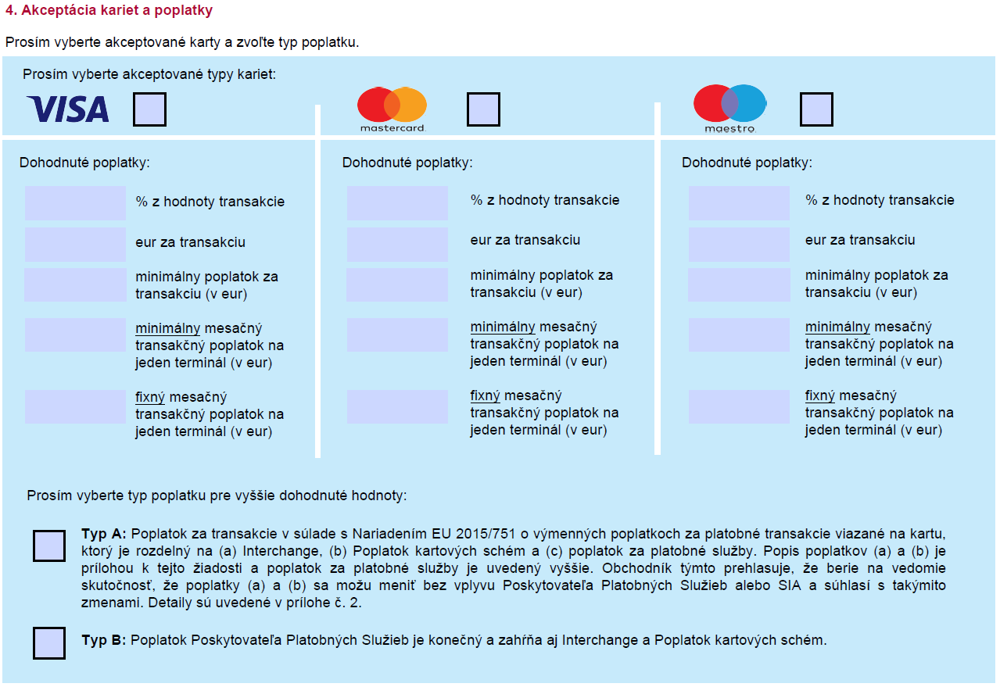 4. Akceptácia kariet a poplatky
Prosím vyberte akceptované karty a zvoľte typ poplatku.
Prosím vyberte akceptované typy kariet:
VISA
mastercard.
maestro.
Dohodnuté poplatky:
% z hodnoty transakcie
eur za transakciu
minimálny poplatok za
transakciu (v eur)
minimálny mesačný
transakčný poplatok na
jeden terminál (v eur)
fixný mesačný
transakčný poplatok na
jeden terminál (v eur)
Dohodnuté poplatky:
% z hodnoty transakcie
eur za transakciu
minimálny poplatok za
transakciu (v eur)
minimálny mesačný
transakčný poplatok na
jeden terminál (v eur)
fixný mesačný
transakčný poplatok na
jeden terminál (v eur)
Dohodnuté poplatky:
% z hodnoty transakcie
eur za transakciu
minimálny poplatok za
transakciu (v eur)
minimálny mesačný
transakčný poplatok na
jeden terminál (v eur)
fixný mesačný
transakčný poplatok na
jeden terminál (v eur)
Prosím vyberte typ poplatku pre vyššie dohodnuté hodnoty:
Typ A: Poplatok za transakcie v súlade s Nariadením EU 2015/751 o výmenných poplatkoch za platobné transakcie viazané na kartu,
ktorý je rozdelný na (a) Interchange, (b) Poplatok kartových schém a (c) poplatok za platobné služby. Popis poplatkov (a) a (b) je
prílohou k tejto žiadosti a poplatok za platobné služby je uvedený vyššie. Obchodník týmto prehlasuje, že berie na vedomie
skutočnosť, že poplatky (a) a (b) sa možu meniť bez vplyvu Poskytovateľa Platobných Služieb alebo SIA a súhlasí s takýmito
zmenami. Detaily sú uvedené v prílohe č. 2.
Typ B: Poplatok Poskytovateľa Platobných Služieb je konečný a zahŕňa aj Interchange a Poplatok kartových schém.